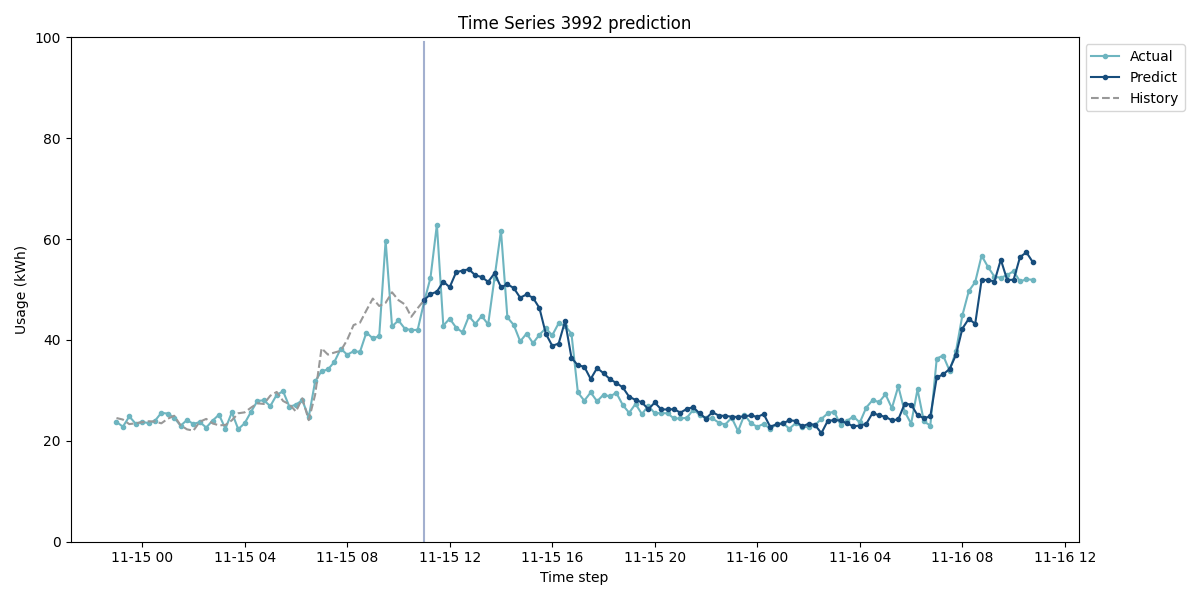 Time Series 3992 prediction
100
80
60
40
20
0
Usage (kWh)
11-15 00
11-15 04
11-15 08
11-15 12
11-15 16
11-15 20
11-16 00
11-16 04
11-16 08
11-16 12
Time step
Actual
Predict
History